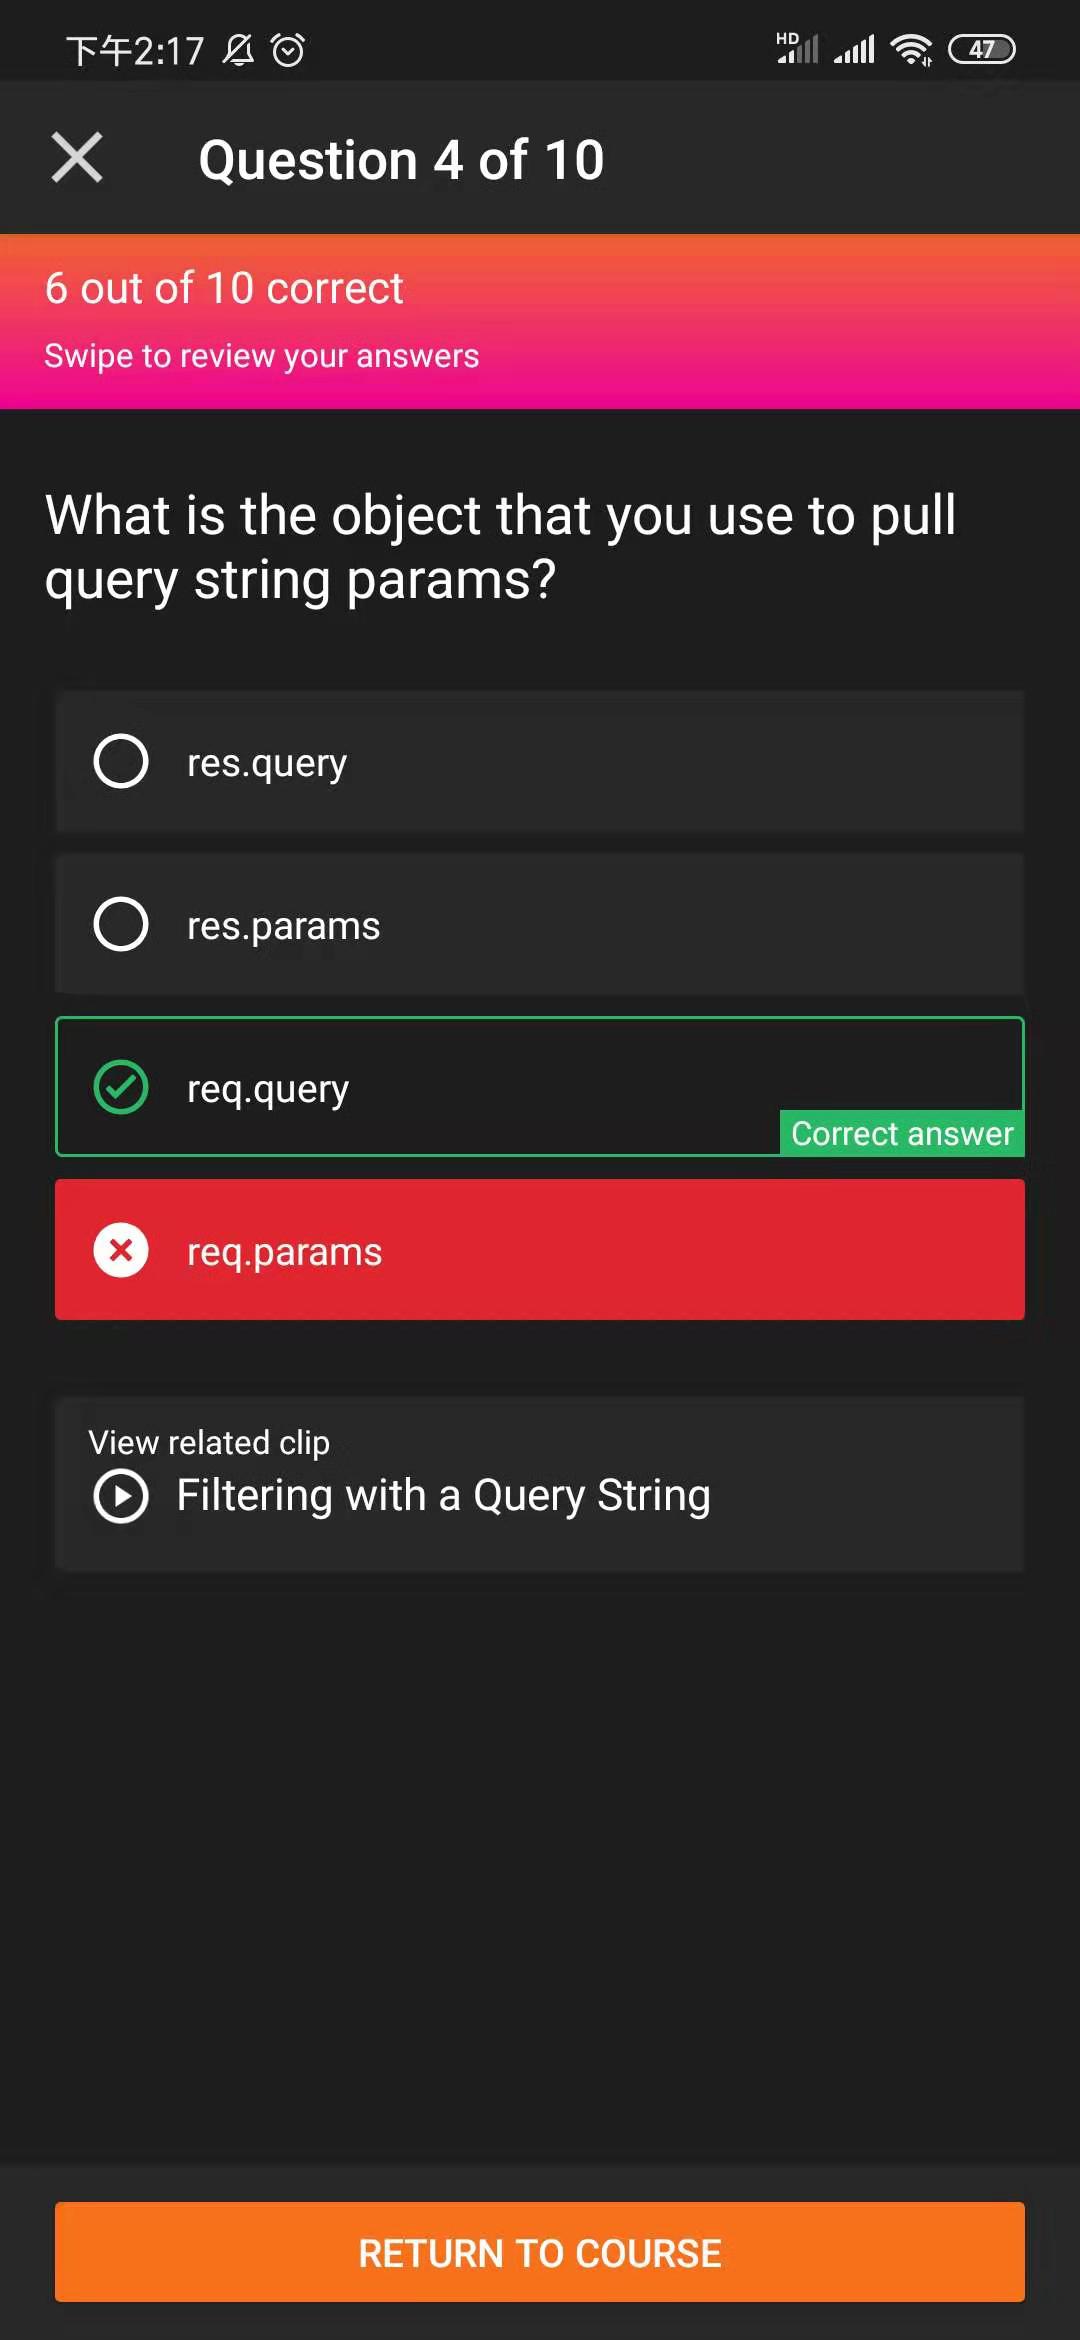 下午2:17
HD
47
Question 4 of 10
6 out of 10 correct
Swipe to review your answers
What is the object that you use to pull
query string params?
res.query
res.params
req.query
Correct answer
req.params
View related clip
Filtering with a Query String
RETURN TO COURSE